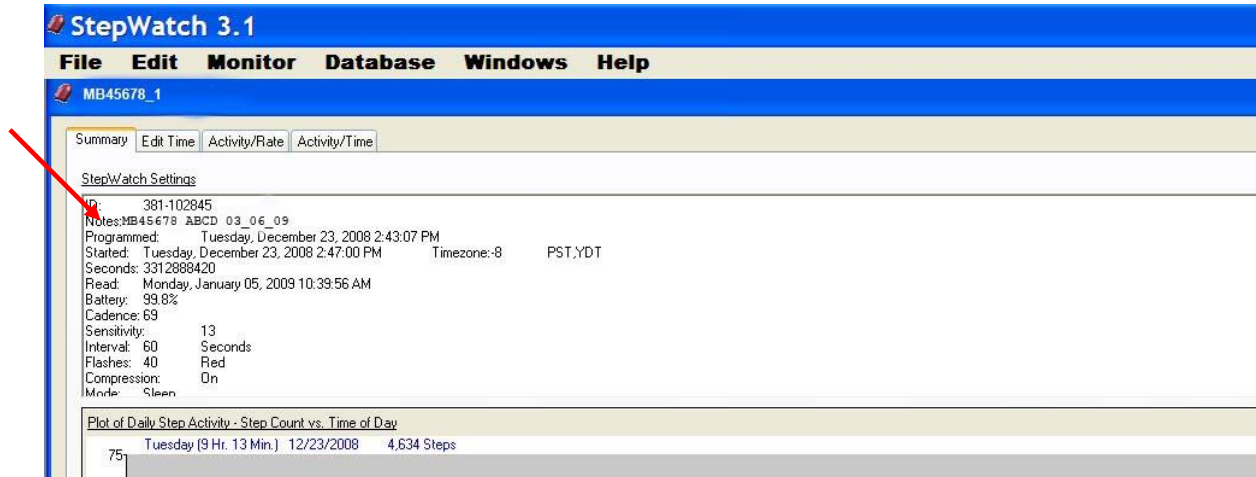 StepWatch 3.1
File Edit Monitor Database Windows Help
MB45678_1
Summary Edit Time Activity/Rate Activity/Time
StepWatch Settings
ID: 381-102845
Notes:MB45678 ABCD 03_06_09
Programmed: Tuesday, December 23, 2008 2:43:07 PM
Started: Tuesday, December 23, 2008 2:47:00 PM Timezone:-8 PST,YDT
Seconds: 3312888420
Read: Monday, January 05, 2009 10:39:56 AM
Battery: 99.8%
Cadence: 69
Sensitivity: 13
Interval: 60 Seconds
Flashes: 40 Red
Compression: On
Mode: Sleep
Plot of Daily Step Activity - Step Count vs. Time of Day
Tuesday (9 Hr. 13 Min.) 12/23/2008 4,634 Steps
75